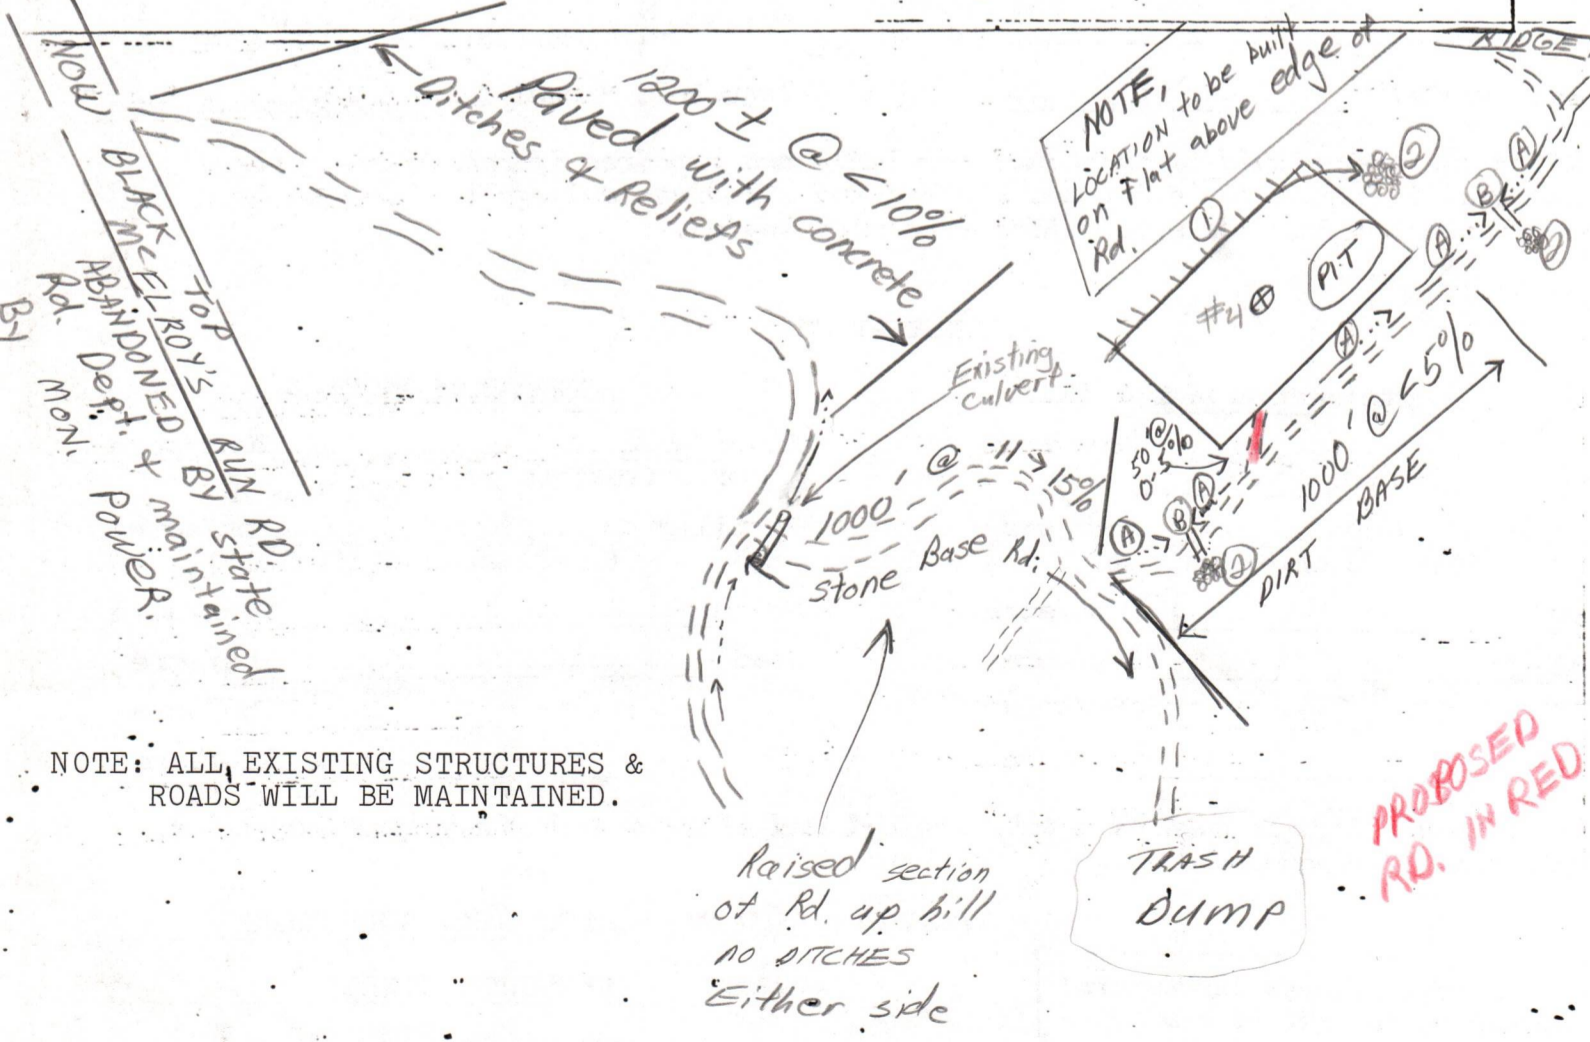 NOW BLACK TOP
McELROY'S RUN RD.
ABANDONED BY state
Rd. Dept. & maintained
By MON. POWER.
1200' ± @ < 10%
Paved with concrete
Ditches & Reliefs
NOTE,
LOCATION to be built
on Flat above edge of
Rd.
RIDGE
1
2
#4
PIT
A
B
2
A
A
Existing
culvert
50' @
0-5%
A
B
A
2
1000' @ < 5%
DIRT BASE
1000' @ 11 → 15%
Stone Base Rd.
NOTE: ALL EXISTING STRUCTURES &
ROADS WILL BE MAINTAINED.
Raised section
of Rd. up hill
no DITCHES
Either side
TRASH
DUMP
PROPOSED
RD. IN RED